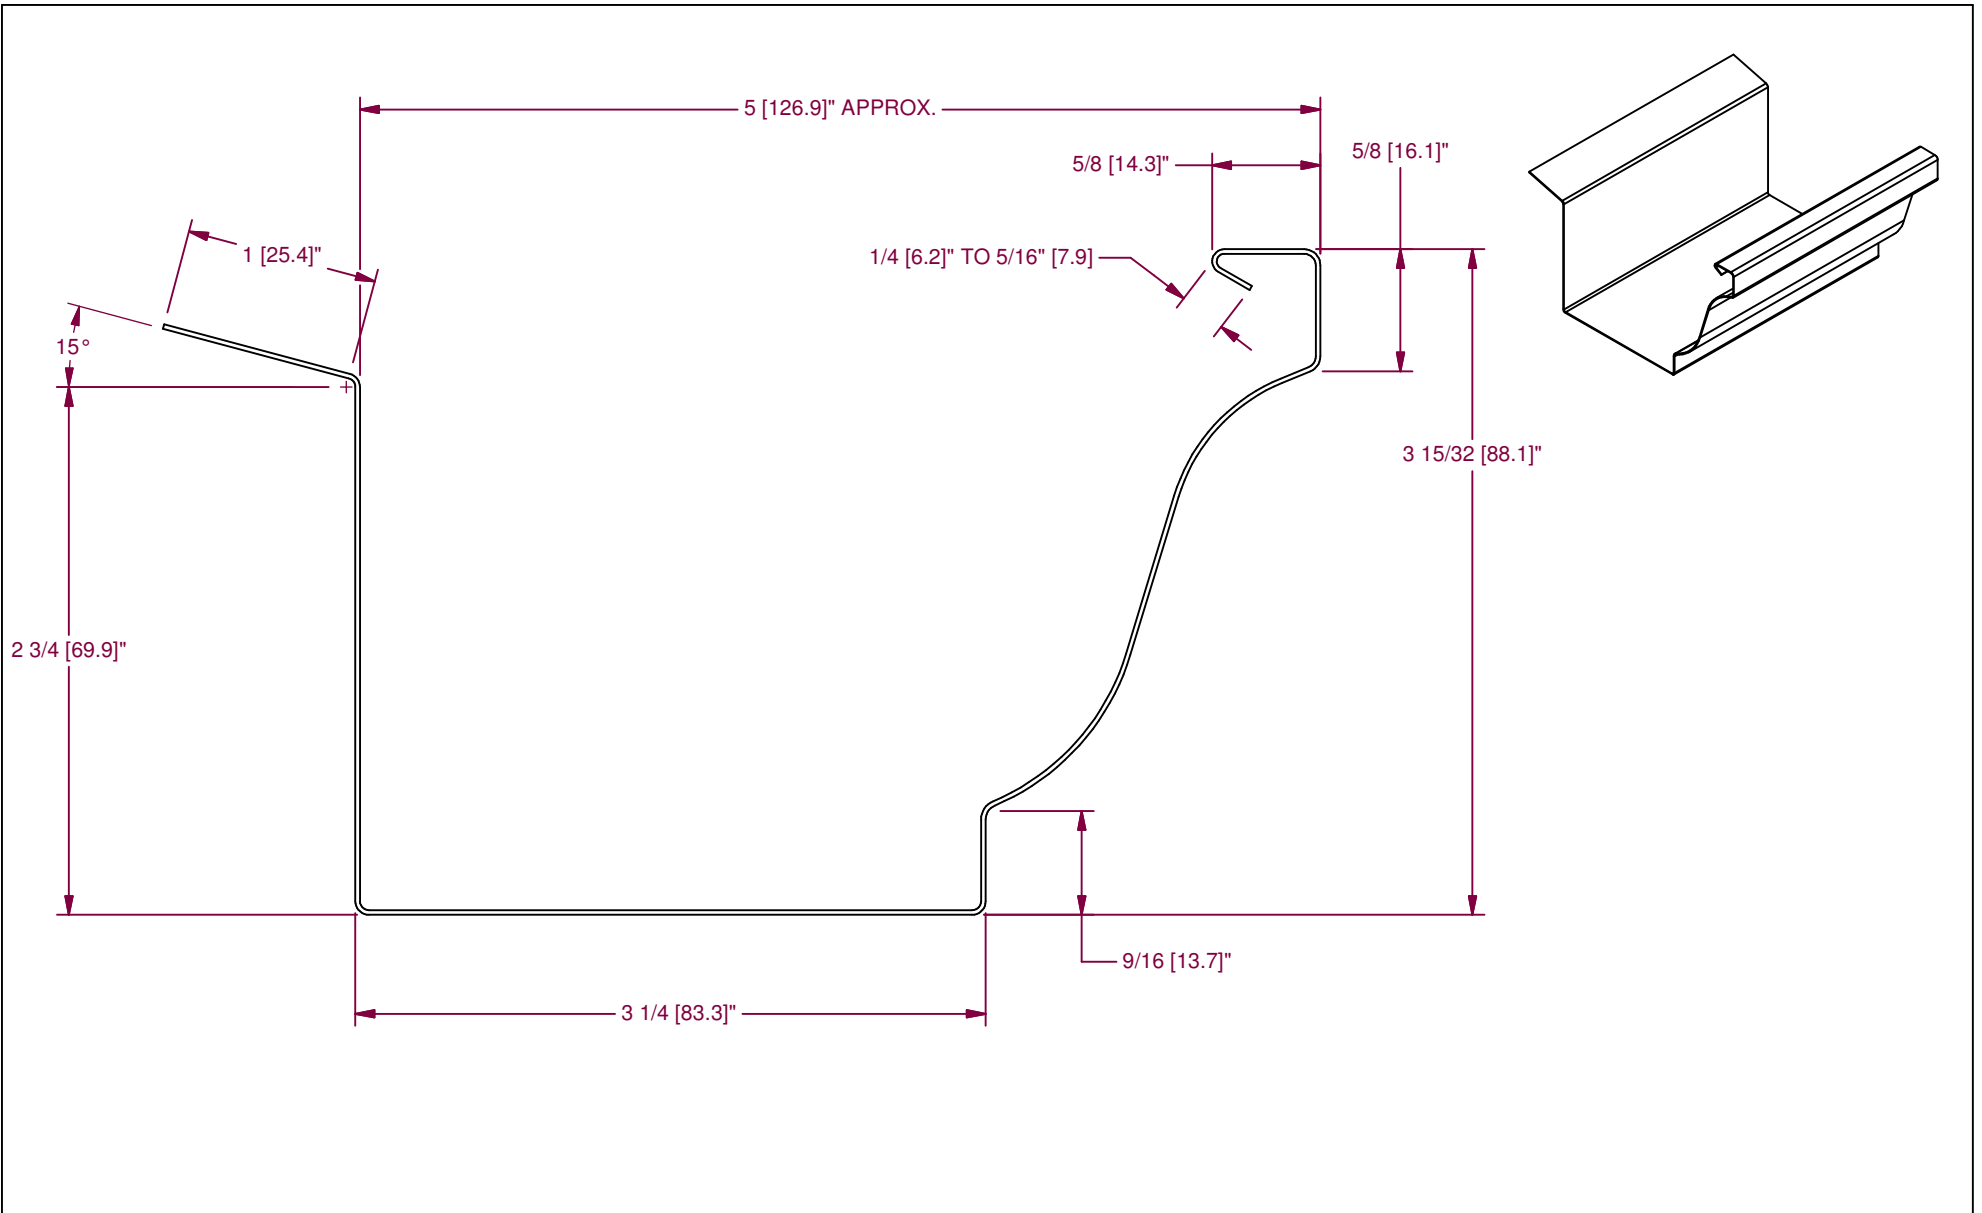 5 [126.9]" APPROX.
5/8 [14.3]"
5/8 [16.1]"
1 [25.4]"
1/4 [6.2]" TO 5/16" [7.9]
15°
3 15/32 [88.1]"
2 3/4 [69.9]"
9/16 [13.7]"
3 1/4 [83.3]"